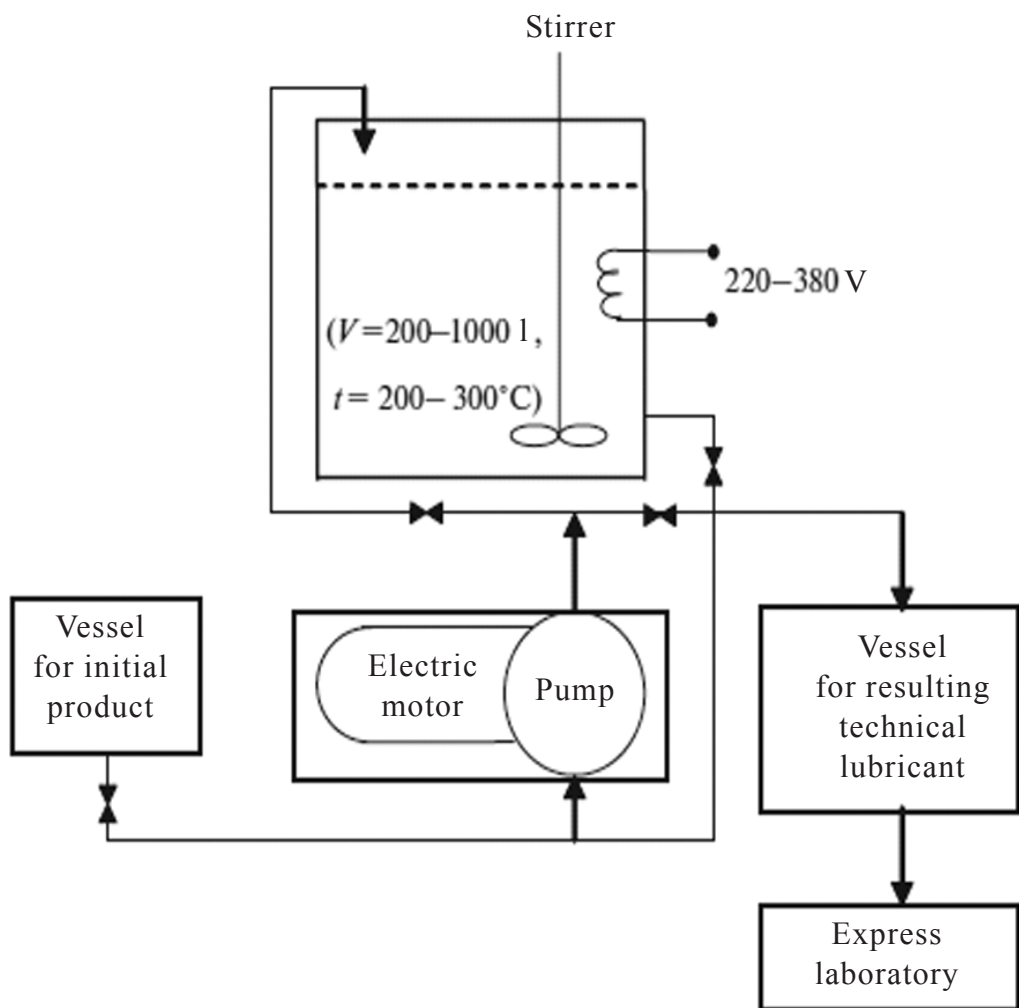 Stirrer
220–380 V
(V=200–1000 l,
t= 200– 300°C)
Vessel
for initial
product
Electric
motor
Pump
Vessel
for resulting
technical
lubricant
Express
laboratory